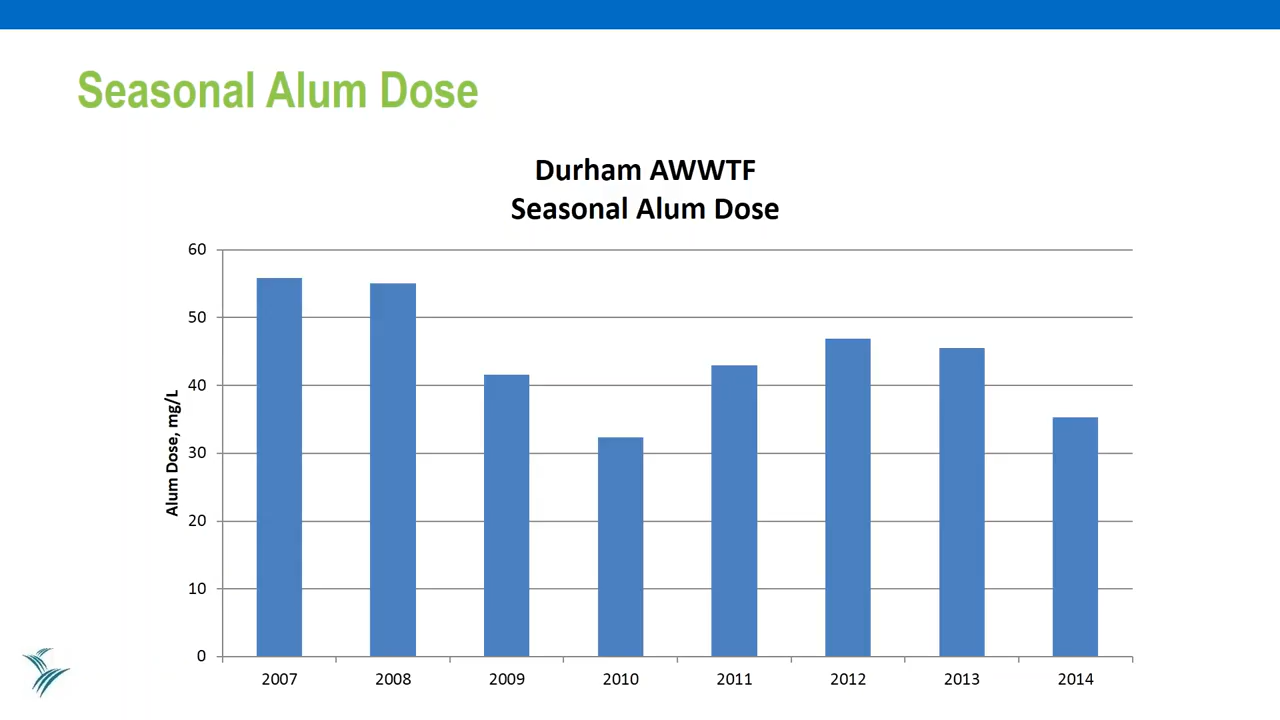 Seasonal Alum Dose
Durham AWWTF
Seasonal Alum Dose
60
50
40
30
20
10
0
Alum Dose, mg/L
2007 2008 2009 2010 2011 2012 2013 2014